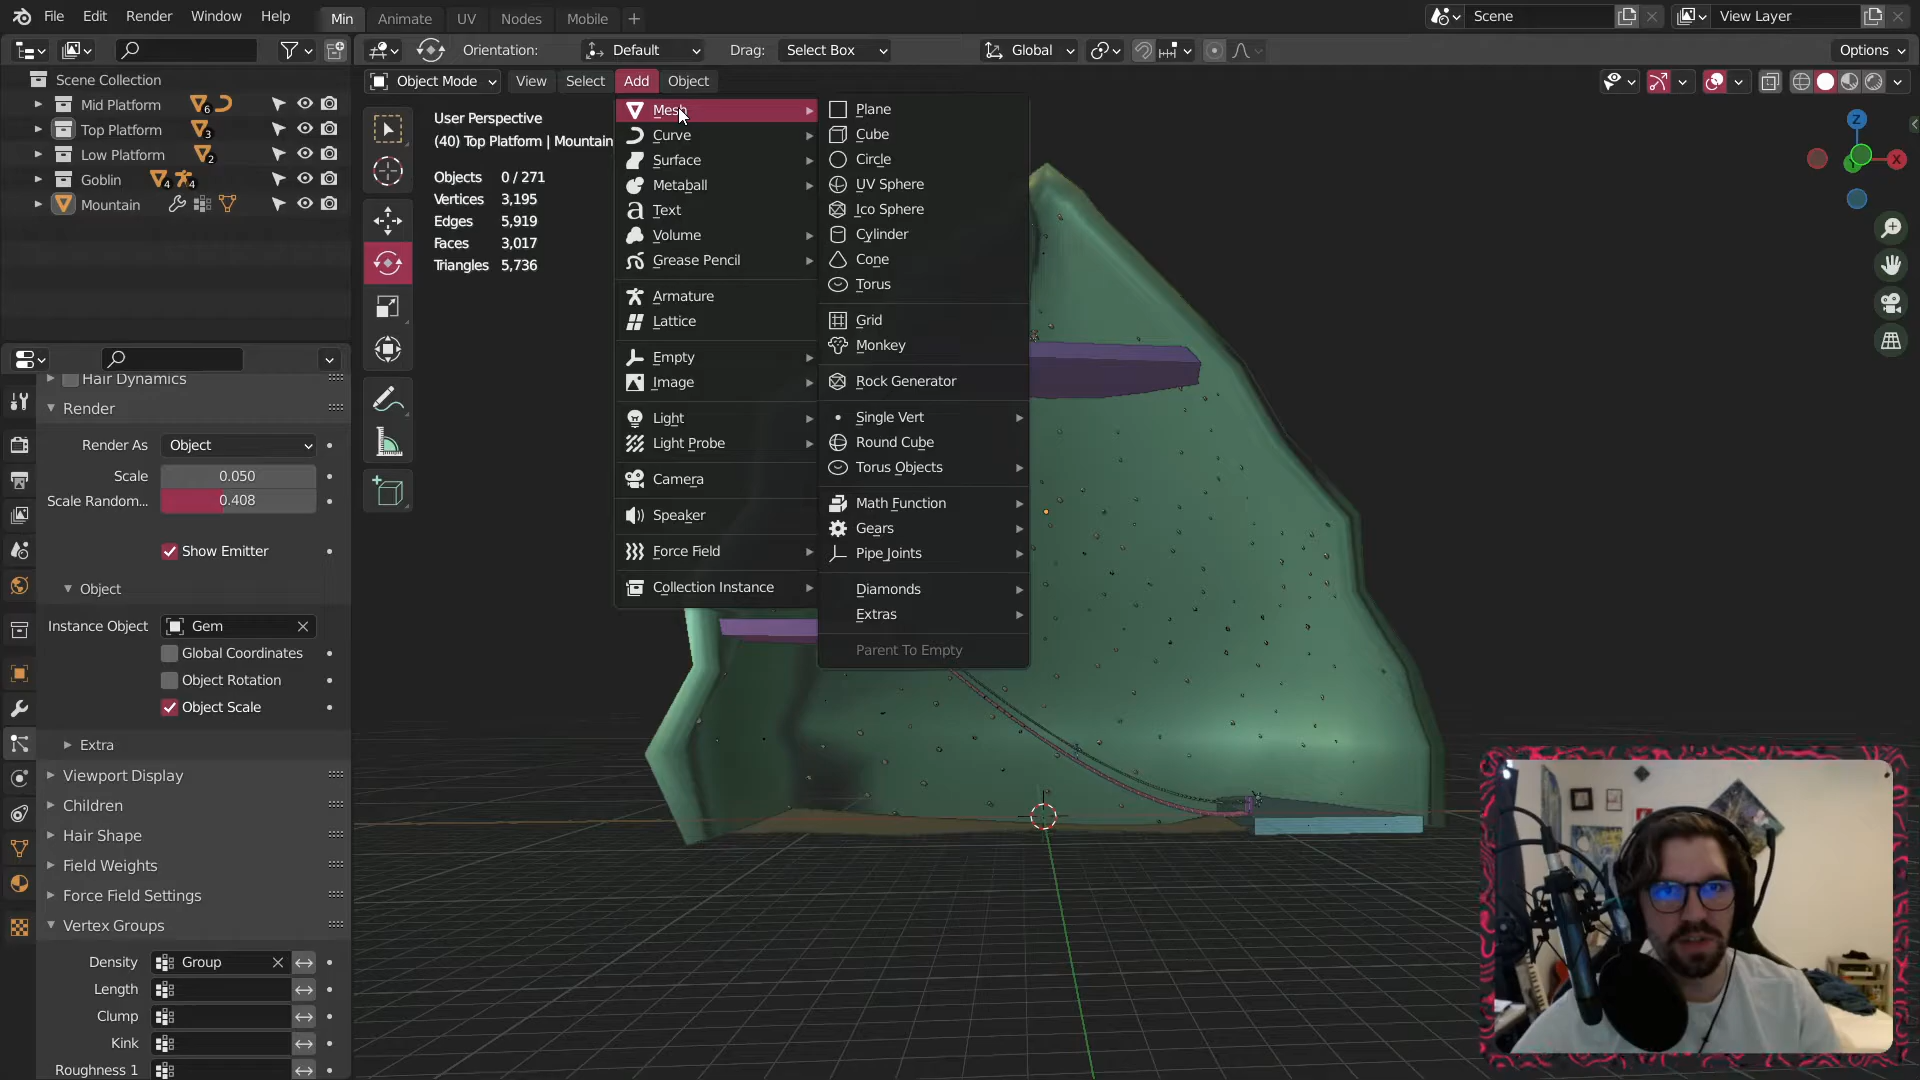 File Edit Render Window Help Min Animate UV Nodes Mobile + Scene View Layer
Orientation: Default Drag: Select Box Global Options
Object Mode View Select Add Object
Scene Collection
Mid Platform 6
Top Platform 3
Low Platform 2
Goblin 4 4
Mountain
User Perspective
(40) Top Platform | Mountain
Objects 0 / 271
Vertices 3,195
Edges 5,919
Faces 3,017
Triangles 5,736
Mesh
Curve
Surface
Metaball
Text
Volume
Grease Pencil
Armature
Lattice
Empty
Image
Light
Light Probe
Camera
Speaker
Force Field
Collection Instance
Plane
Cube
Circle
UV Sphere
Ico Sphere
Cylinder
Cone
Torus
Grid
Monkey
Rock Generator
Single Vert
Round Cube
Torus Objects
Math Function
Gears
Pipe Joints
Diamonds
Extras
Parent To Empty
Z
X
Y
Hair Dynamics
Render
Render As Object
Scale 0.050
Scale Random... 0.408
Show Emitter
Object
Instance Object Gem
Global Coordinates
Object Rotation
Object Scale
Extra
Viewport Display
Children
Hair Shape
Field Weights
Force Field Settings
Vertex Groups
Density Group
Length
Clump
Kink
Roughness 1